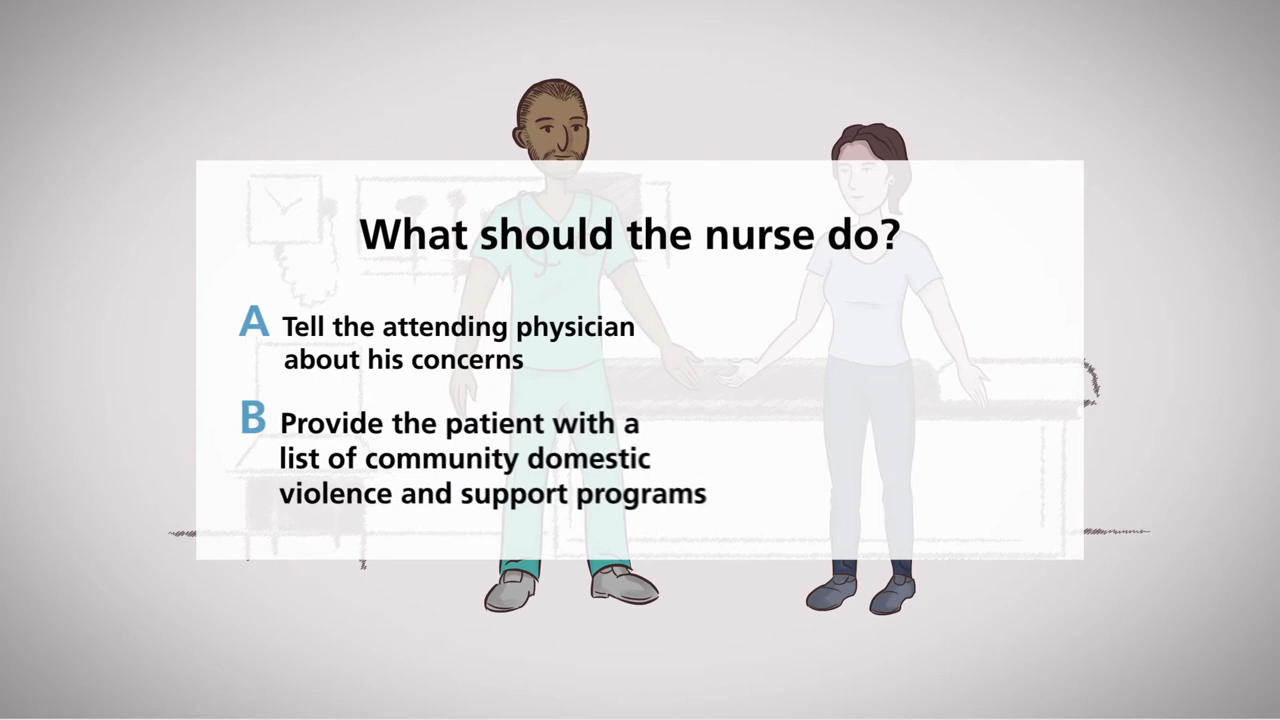 What should the nurse do?
A Tell the attending physician
about his concerns
B Provide the patient with a
list of community domestic
violence and support programs